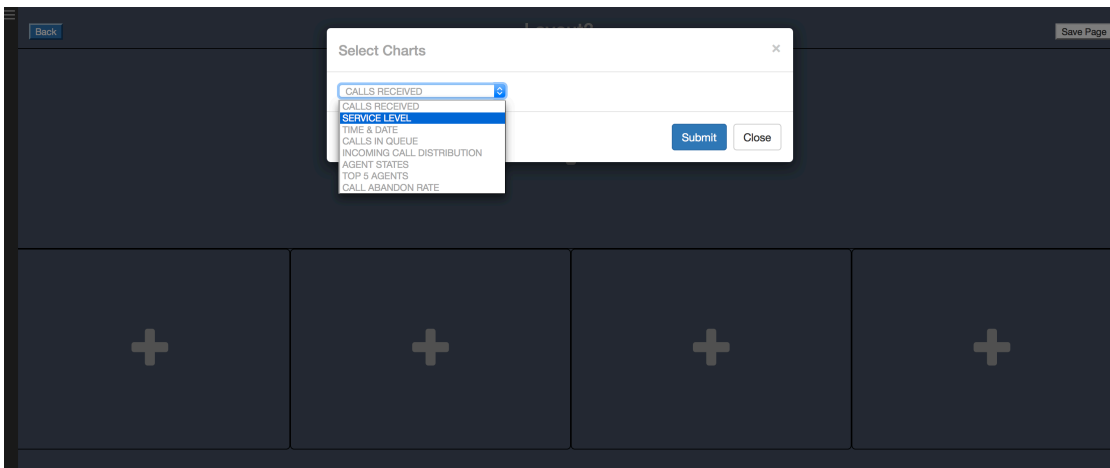 Back
Save Page
Select Charts
×
CALLS RECEIVED
CALLS RECEIVED
SERVICE LEVEL
TIME & DATE
CALLS IN QUEUE
INCOMING CALL DISTRIBUTION
AGENT STATES
TOP 5 AGENTS
CALL ABANDON RATE
Submit
Close